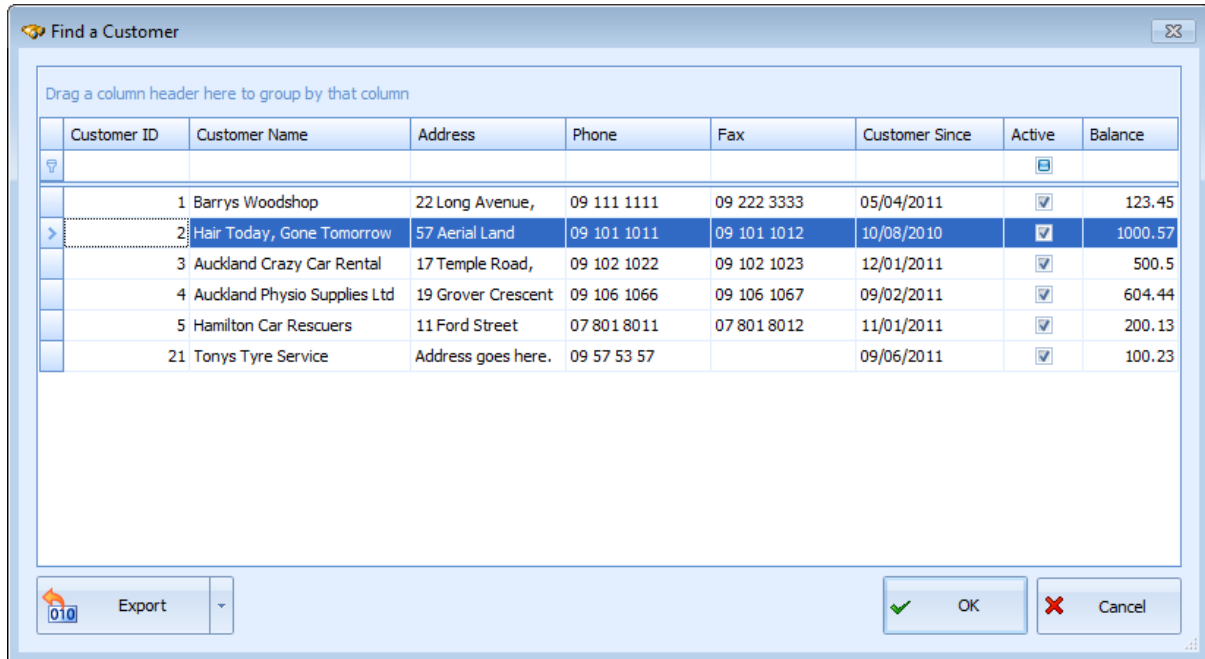 Find a Customer
Drag a column header here to group by that column
Customer ID Customer Name Address Phone Fax Customer Since Active Balance
1 Barrys Woodshop 22 Long Avenue, 09 111 1111 09 222 3333 05/04/2011 123.45
2 Hair Today, Gone Tomorrow 57 Aerial Land 09 101 1011 09 101 1012 10/08/2010 1000.57
3 Auckland Crazy Car Rental 17 Temple Road, 09 102 1022 09 102 1023 12/01/2011 500.5
4 Auckland Physio Supplies Ltd 19 Grover Crescent 09 106 1066 09 106 1067 09/02/2011 604.44
5 Hamilton Car Rescuers 11 Ford Street 07 801 8011 07 801 8012 11/01/2011 200.13
21 Tonys Tyre Service Address goes here. 09 57 53 57 09/06/2011 100.23
010 Export OK Cancel